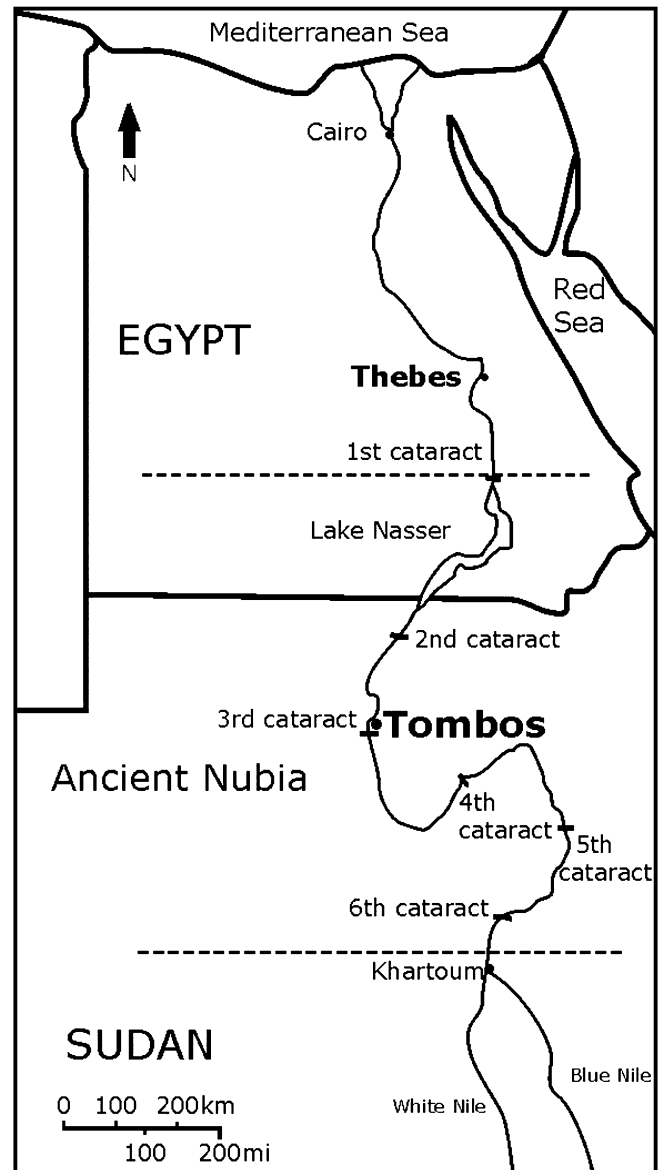 Mediterranean Sea
Cairo
N
Red
Sea
EGYPT
Thebes
1st cataract
Lake Nasser
2nd cataract
3rd cataract
Tombos
Ancient Nubia
4th
cataract
5th
cataract
6th cataract
Khartoum
SUDAN
Blue Nile
White Nile
0 100 200km
100 200mi